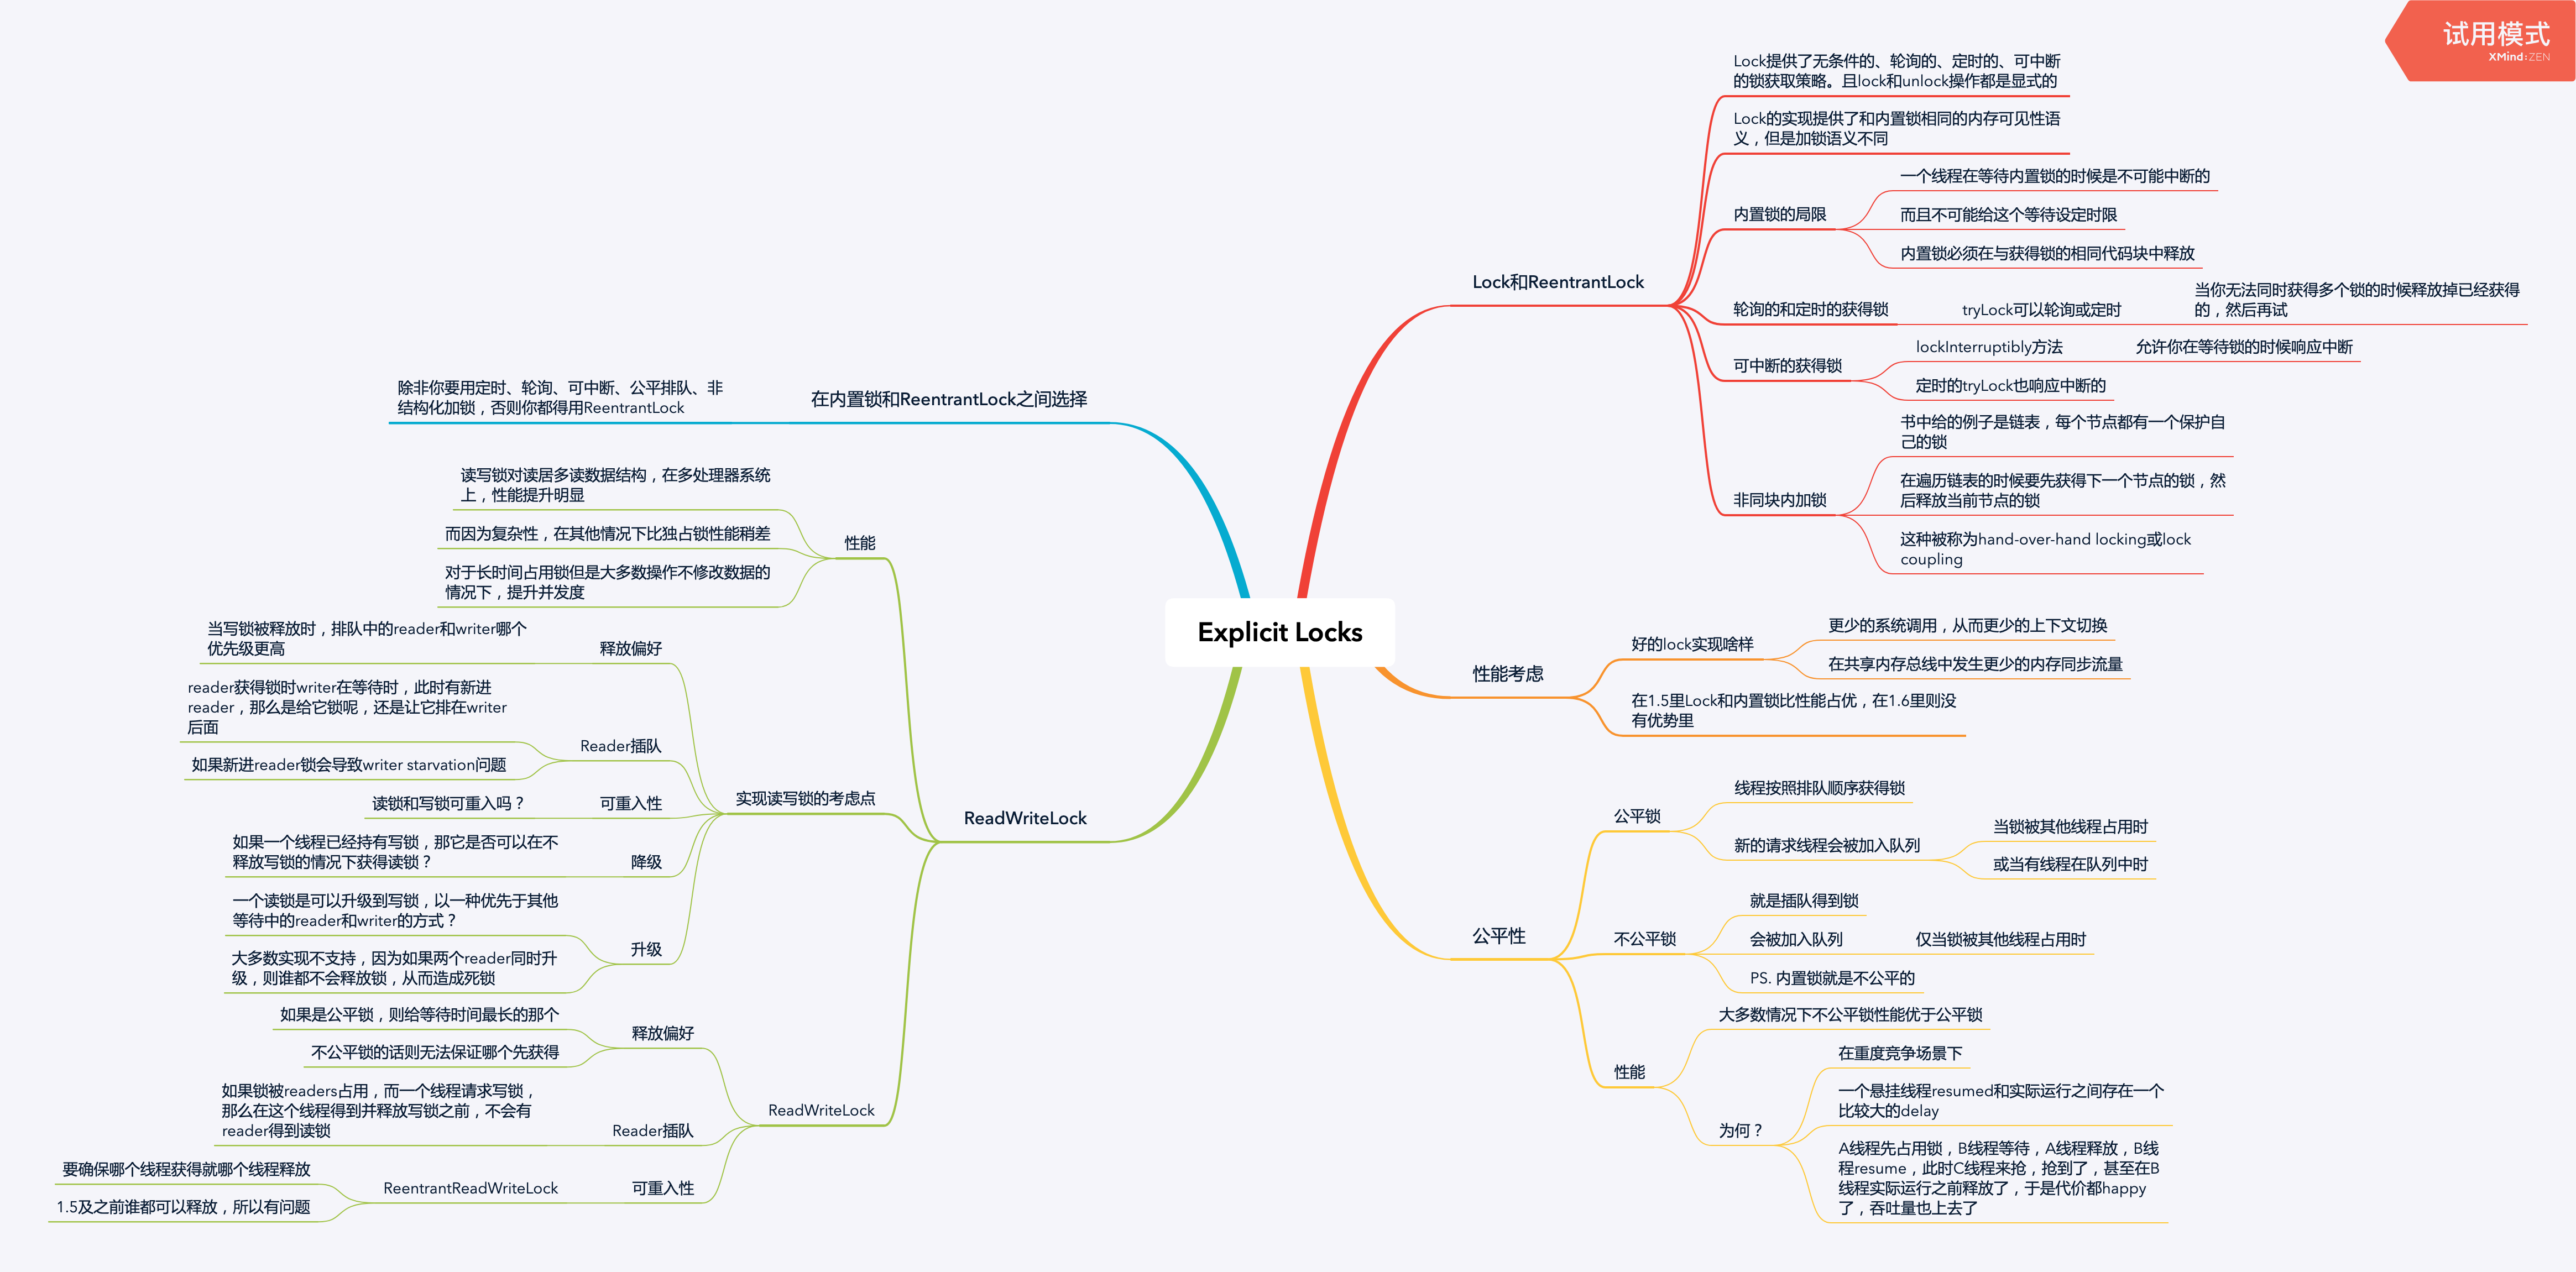 试用模式
XMind:ZEN
Explicit Locks
Lock和ReentrantLock
Lock提供了无条件的、轮询的、定时的、可中断
的锁获取策略。且lock和unlock操作都是显式的
Lock的实现提供了和内置锁相同的内存可见性语
义，但是加锁语义不同
内置锁的局限
一个线程在等待内置锁的时候是不可能中断的
而且不可能给这个等待设定时限
内置锁必须在与获得锁的相同代码块中释放
轮询的和定时的获得锁
tryLock可以轮询或定时
当你无法同时获得多个锁的时候释放掉已经获得
的，然后再试
可中断的获得锁
lockInterruptibly方法
允许你在等待锁的时候响应中断
定时的tryLock也响应中断的
非同块内加锁
书中给的例子是链表，每个节点都有一个保护自
己的锁
在遍历链表的时候要先获得下一个节点的锁，然
后释放当前节点的锁
这种被称为hand-over-hand locking或lock
coupling
性能考虑
好的lock实现啥样
更少的系统调用，从而更少的上下文切换
在共享内存总线中发生更少的内存同步流量
在1.5里Lock和内置锁比性能占优，在1.6里则没
有优势里
公平性
公平锁
线程按照排队顺序获得锁
新的请求线程会被加入队列
当锁被其他线程占用时
或当有线程在队列中时
不公平锁
就是插队得到锁
会被加入队列
仅当锁被其他线程占用时
PS. 内置锁就是不公平的
性能
大多数情况下不公平锁性能优于公平锁
为何？
在重度竞争场景下
一个悬挂线程resumed和实际运行之间存在一个
比较大的delay
A线程先占用锁，B线程等待，A线程释放，B线
程resume，此时C线程来抢，抢到了，甚至在B
线程实际运行之前释放了，于是代价都happy
了，吞吐量也上去了
在内置锁和ReentrantLock之间选择
除非你要用定时、轮询、可中断、公平排队、非
结构化加锁，否则你都得用ReentrantLock
ReadWriteLock
性能
读写锁对读居多读数据结构，在多处理器系统
上，性能提升明显
而因为复杂性，在其他情况下比独占锁性能稍差
对于长时间占用锁但是大多数操作不修改数据的
情况下，提升并发度
实现读写锁的考虑点
释放偏好
当写锁被释放时，排队中的reader和writer哪个
优先级更高
Reader插队
reader获得锁时writer在等待时，此时有新进
reader，那么是给它锁呢，还是让它排在writer
后面
如果新进reader锁会导致writer starvation问题
可重入性
读锁和写锁可重入吗？
降级
如果一个线程已经持有写锁，那它是否可以在不
释放写锁的情况下获得读锁？
升级
一个读锁是可以升级到写锁，以一种优先于其他
等待中的reader和writer的方式？
大多数实现不支持，因为如果两个reader同时升
级，则谁都不会释放锁，从而造成死锁
ReadWriteLock
释放偏好
如果是公平锁，则给等待时间最长的那个
不公平锁的话则无法保证哪个先获得
Reader插队
如果锁被readers占用，而一个线程请求写锁，
那么在这个线程得到并释放写锁之前，不会有
reader得到读锁
可重入性
ReentrantReadWriteLock
要确保哪个线程获得就哪个线程释放
1.5及之前谁都可以释放，所以有问题